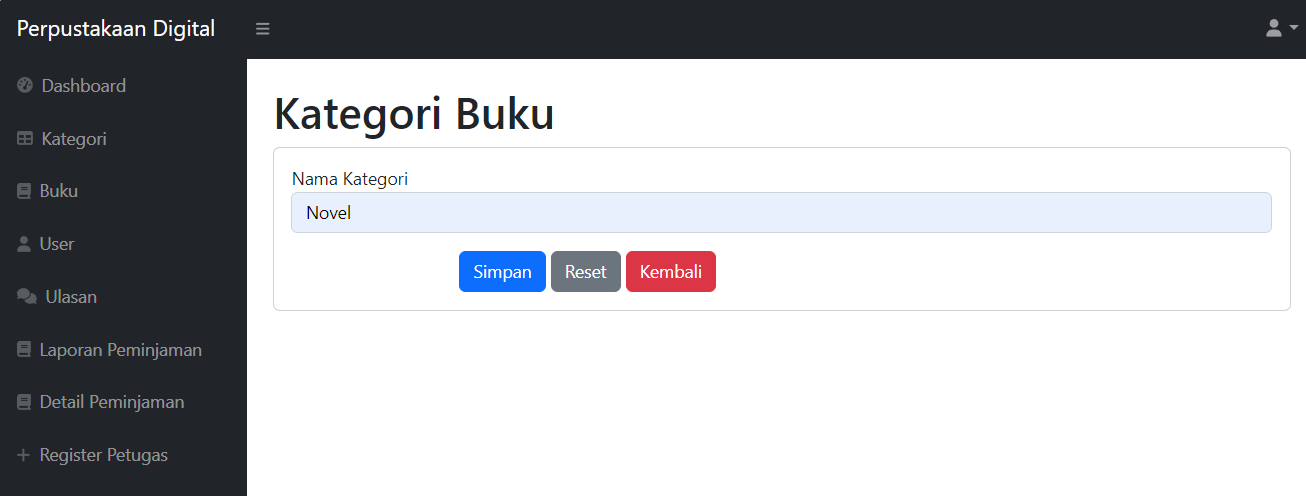 Perpustakaan Digital
Dashboard
Kategori
Buku
User
Ulasan
Laporan Peminjaman
Detail Peminjaman
Register Petugas
Kategori Buku
Nama Kategori
Novel
Simpan Reset Kembali